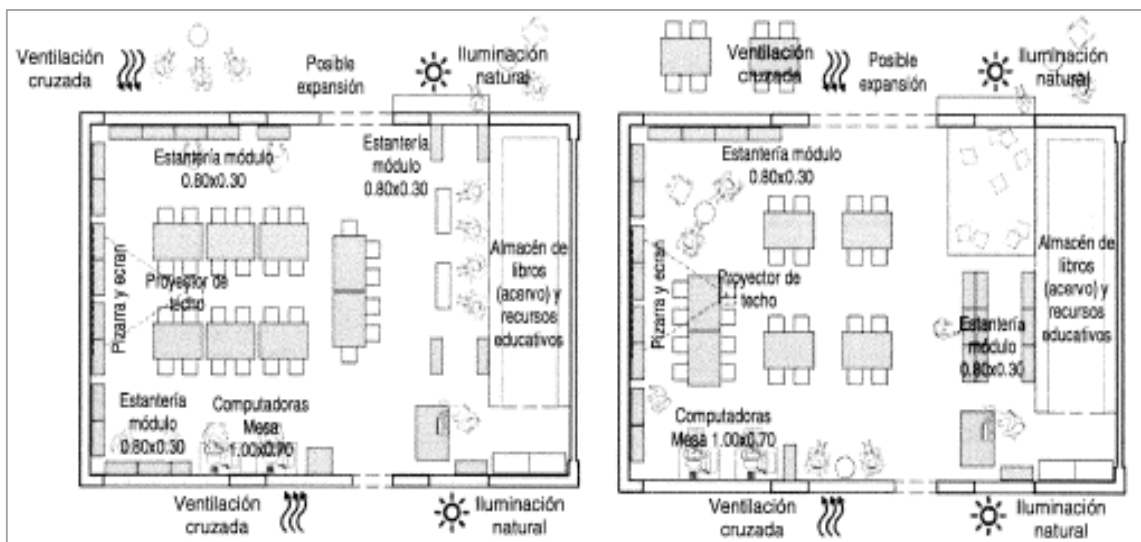 Ventilación
cruzada
Posible
expansión
Iluminación
natural
Estantería módulo
0.80x0.30
Estantería
módulo
0.80x0.30
Pizarra y ecran
Proyector de
techo
Almacén de
libros
(acervo) y
recursos
educativos
Estantería
módulo
0.80x0.30
Computadoras
Mesa
1.00x0.70
Ventilación
cruzada
Iluminación
natural
Ventilación
cruzada
Posible
expansión
Iluminación
natural
Estantería módulo
0.80x0.30
Pizarra y ecran
Proyector de
techo
Almacén de
libros
(acervo) y
recursos
educativos
Estantería
módulo
0.80x0.30
Computadoras
Mesa 1.00x0.70
Ventilación
cruzada
Iluminación
natural